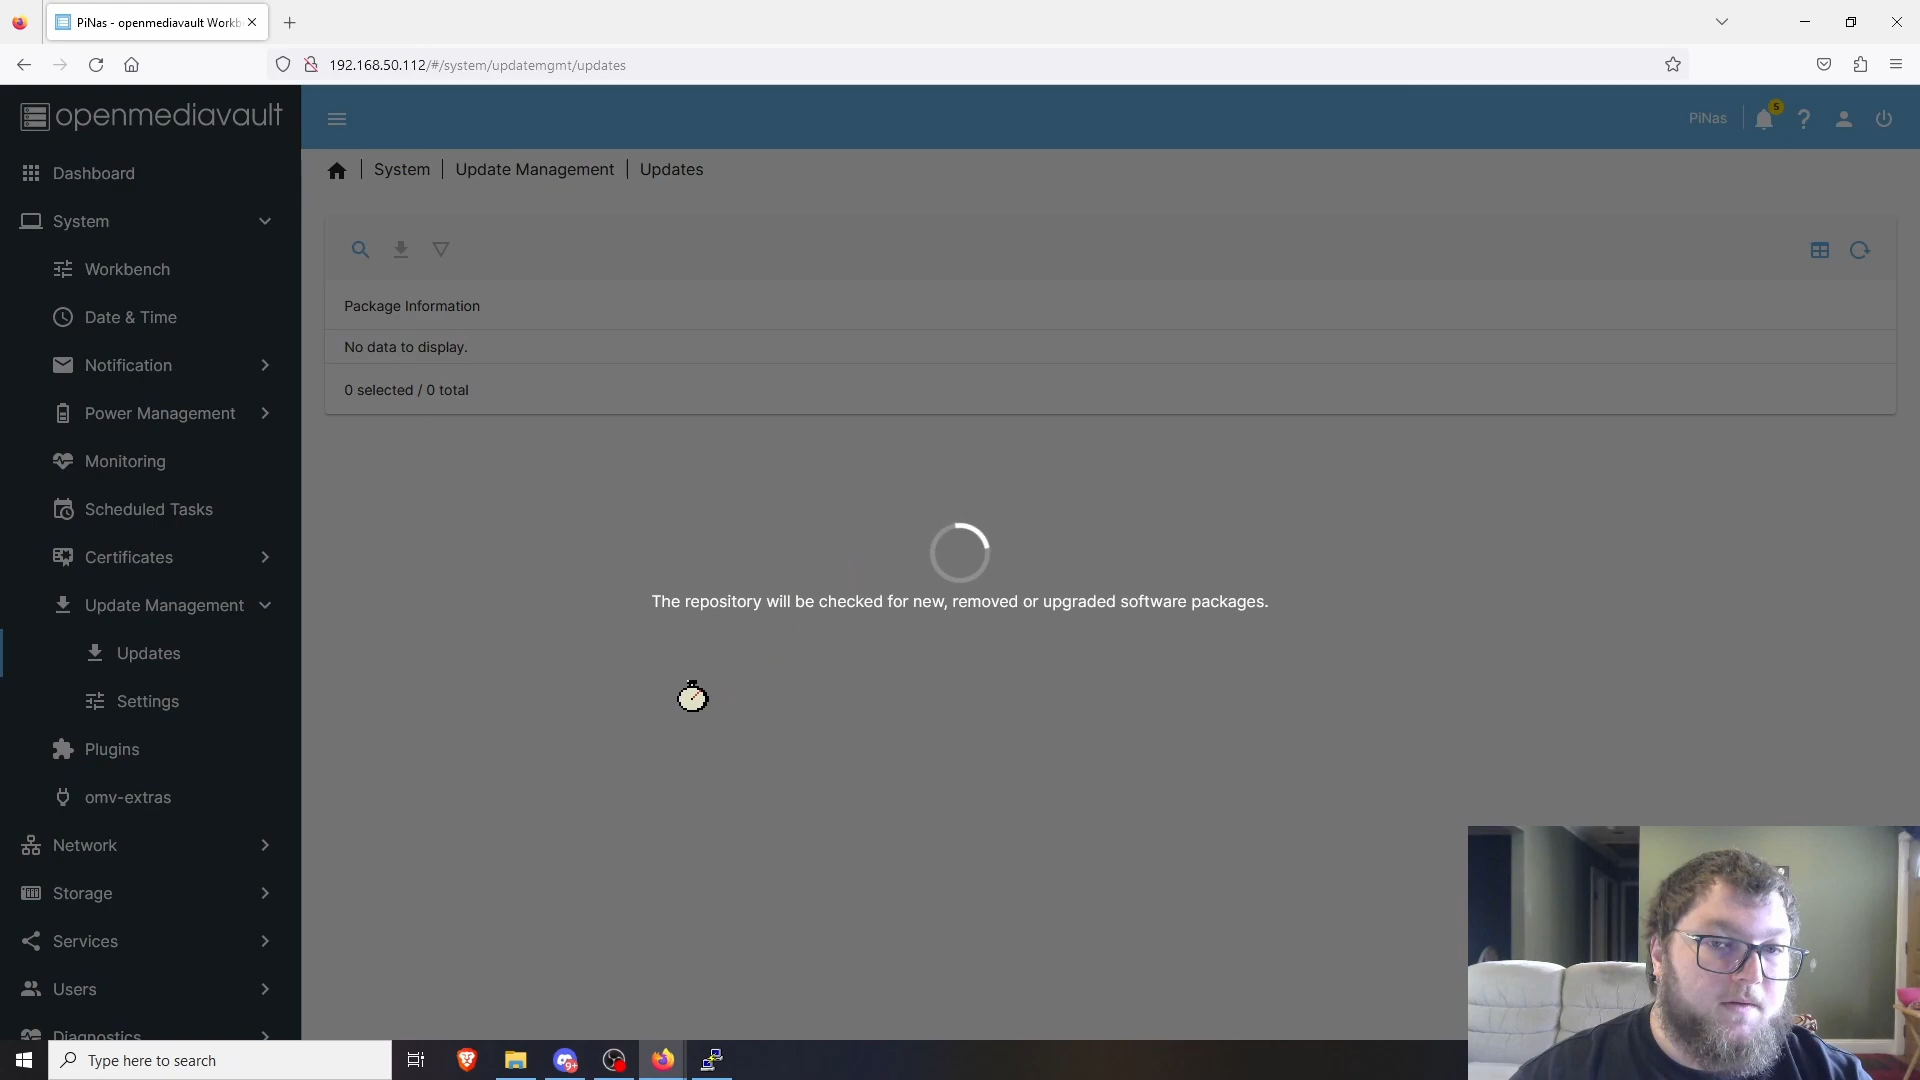 PiNas - openmediavault Workb
192.168.50.112/#/system/updatemgmt/updates
openmediavault
PiNas
5
Dashboard
System | Update Management | Updates
System
Workbench
Date & Time
Package Information
No data to display.
Notification
0 selected / 0 total
Power Management
Monitoring
Scheduled Tasks
Certificates
Update Management
The repository will be checked for new, removed or upgraded software packages.
Updates
Settings
Plugins
omv-extras
Network
Storage
Services
Users
Diagnostics
Type here to search
9+